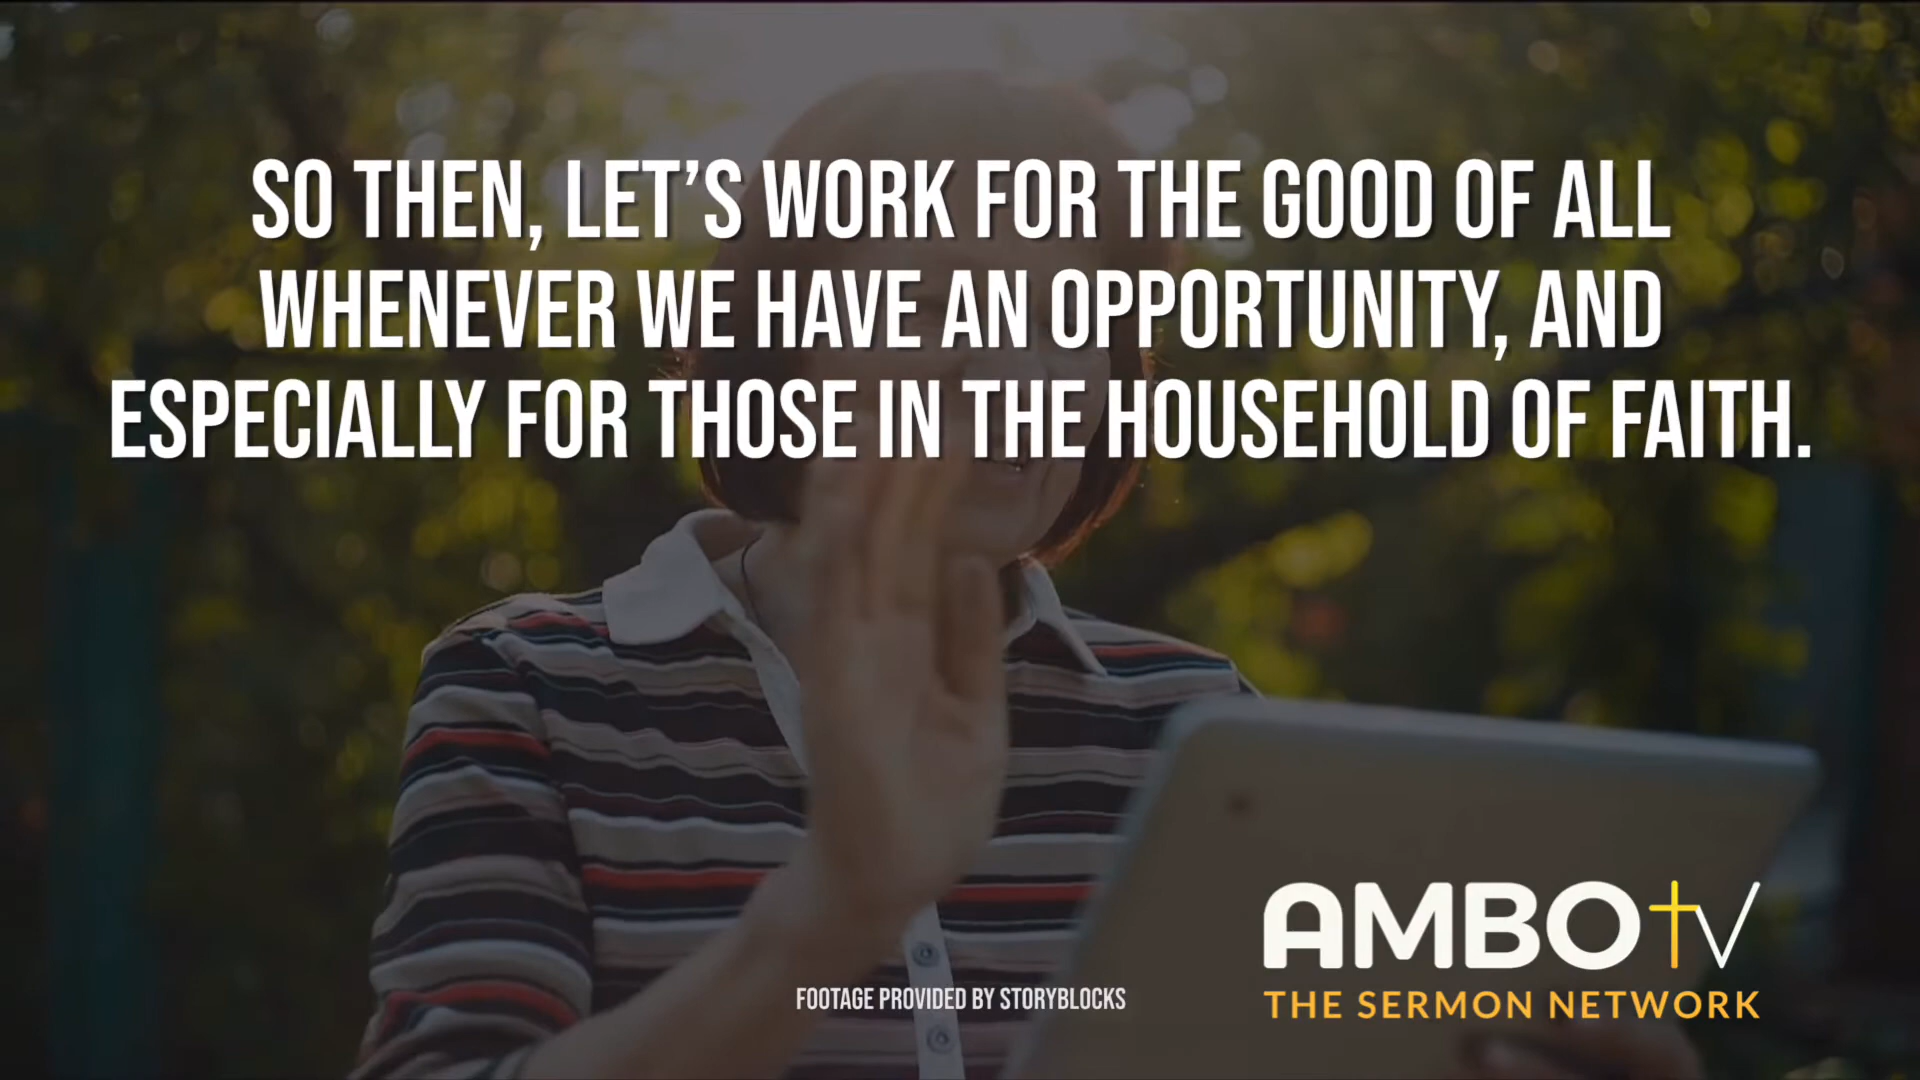 SO THEN, LET’S WORK FOR THE GOOD OF ALL
WHENEVER WE HAVE AN OPPORTUNITY, AND
ESPECIALLY FOR THOSE IN THE HOUSEHOLD OF FAITH.
FOOTAGE PROVIDED BY STORYBLOCKS
AMBOtv
THE SERMON NETWORK